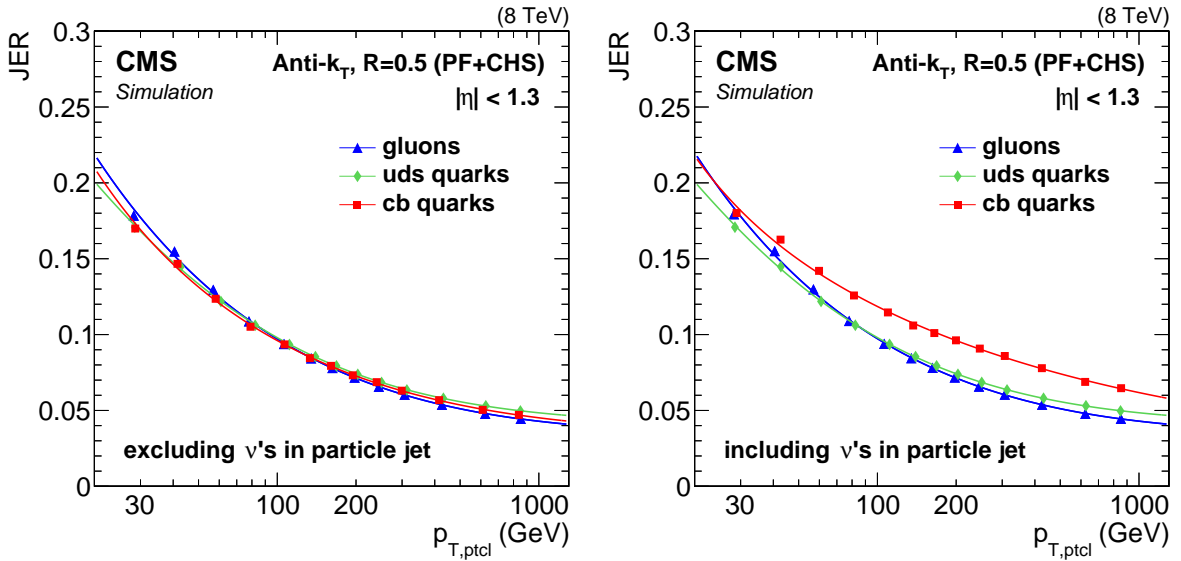 (8 TeV)
JER
0.3
0.25
0.2
0.15
0.1
0.05
0
CMS
Simulation
Anti-k_T, R=0.5 (PF+CHS)
|η| < 1.3
gluons
uds quarks
cb quarks
excluding ν's in particle jet
30 100 200 1000
p_T,ptcl (GeV)
(8 TeV)
JER
0.3
0.25
0.2
0.15
0.1
0.05
0
CMS
Simulation
Anti-k_T, R=0.5 (PF+CHS)
|η| < 1.3
gluons
uds quarks
cb quarks
including ν's in particle jet
30 100 200 1000
p_T,ptcl (GeV)